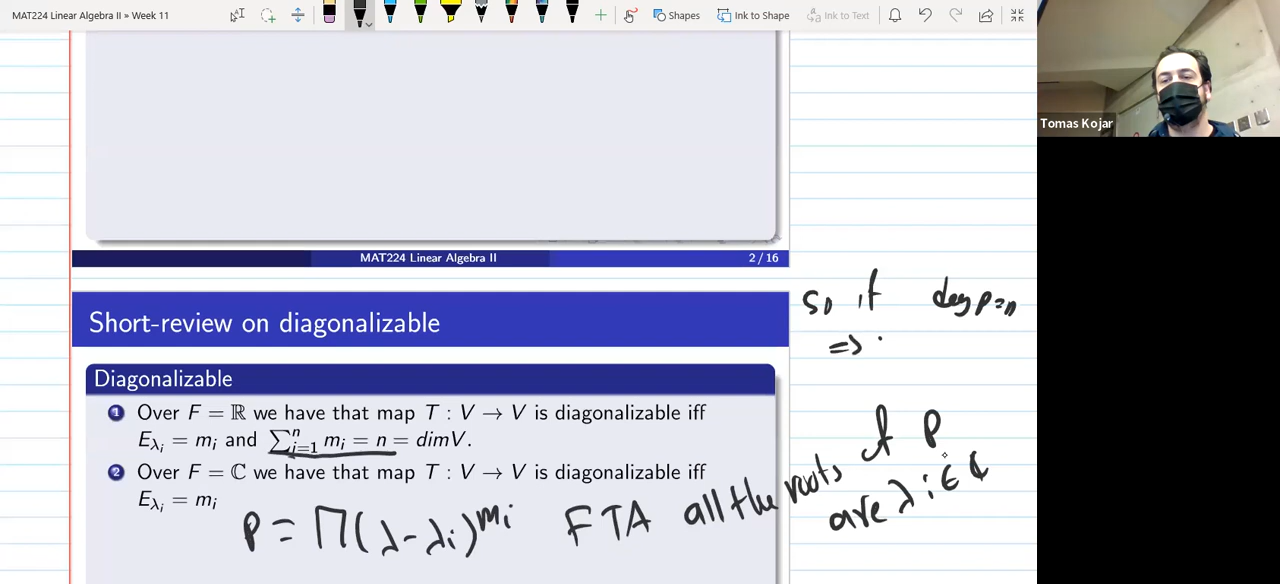 MAT224 Linear Algebra II » Week 11
Shapes
Ink to Shape
Ink to Text
Tomas Kojar
MAT224 Linear Algebra II
2 / 16
so if deg p=n
=> .
Short-review on diagonalizable
Diagonalizable
1 Over F = ℝ we have that map T : V → V is diagonalizable iff
E_{λ_i} = m_i and ∑_{i=1}^{n} m_i = n = dimV.
2 Over F = ℂ we have that map T : V → V is diagonalizable iff
E_{λ_i} = m_i
P = Π(λ-λ_i)^{m_i} FTA all the roots of P
are λ_i ∈ ℂ